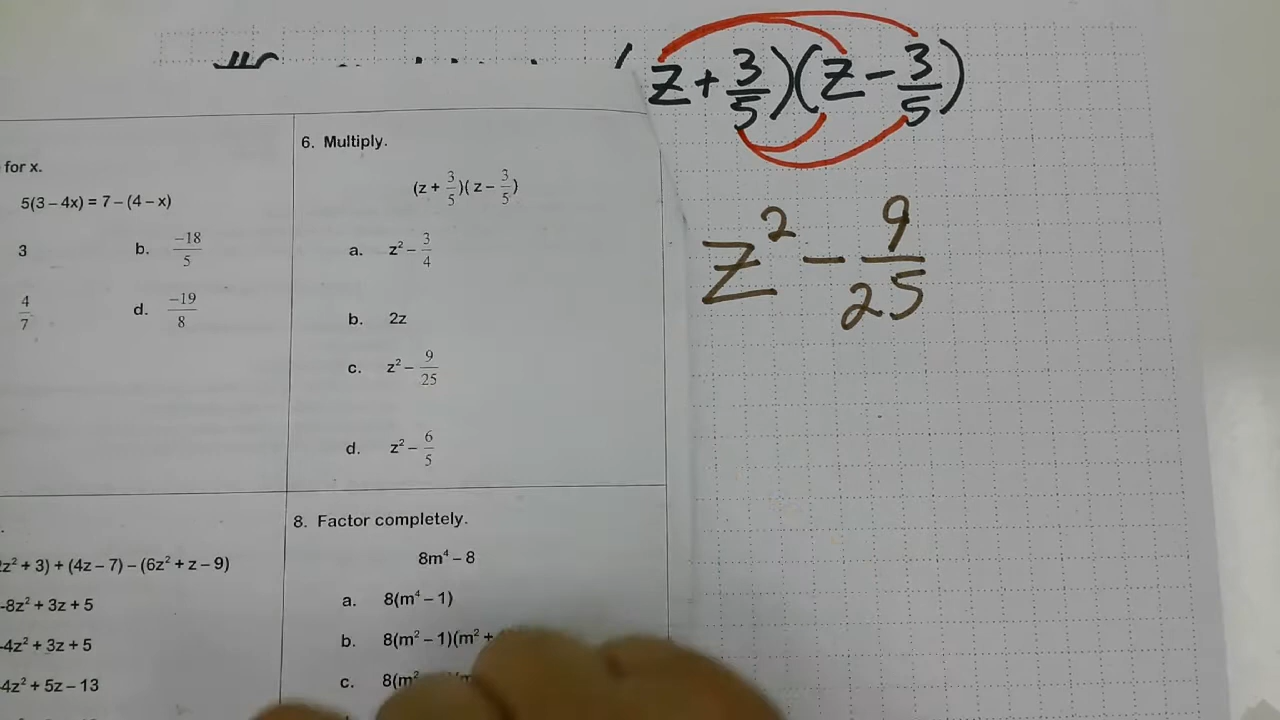 (z + 3/5)(z - 3/5)
z² - 9/25
for x.
5(3 – 4x) = 7 – (4 – x)
3
b. -18/5
4/7
d. -19/8
6. Multiply.
(z + 3/5)( z – 3/5)
a. z² – 3/4
b. 2z
c. z² – 9/25
d. z² – 6/5
z² + 3) + (4z – 7) – (6z² + z – 9)
-8z² + 3z + 5
4z² + 3z + 5
4z² + 5z – 13
8. Factor completely.
8m⁴ – 8
a. 8(m⁴ – 1)
b. 8(m² – 1)(m² +
c. 8(m²